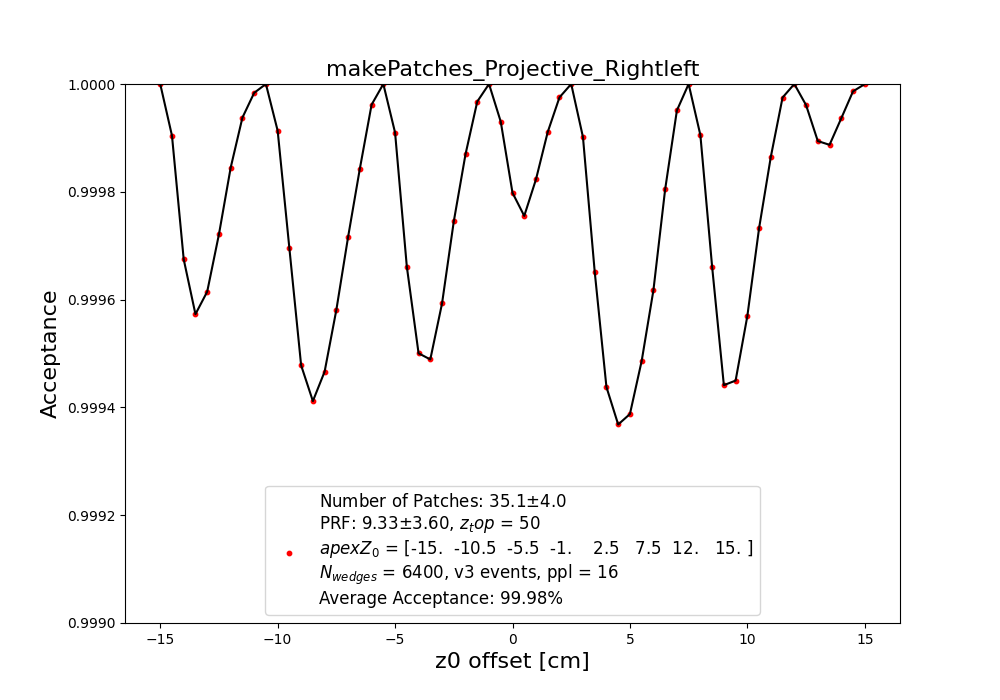 makePatches_Projective_Rightleft
Acceptance
1.0000
0.9998
0.9996
0.9994
0.9992
0.9990
Number of Patches: 35.1±4.0
PRF: 9.33±3.60, zₜop = 50
apexZ₀ = [-15. -10.5 -5.5 -1. 2.5 7.5 12. 15. ]
N_wedges = 6400, v3 events, ppl = 16
Average Acceptance: 99.98%
−15 −10 −5 0 5 10 15
z0 offset [cm]